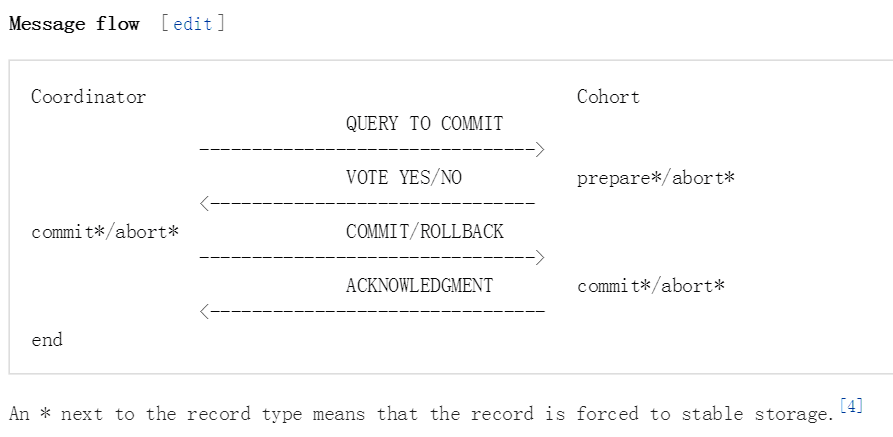 Message flow [edit]
Coordinator Cohort
QUERY TO COMMIT
-------------------------------->
VOTE YES/NO prepare*/abort*
<-------------------------------
commit*/abort* COMMIT/ROLLBACK
-------------------------------->
ACKNOWLEDGMENT commit*/abort*
<--------------------------------
end
An * next to the record type means that the record is forced to stable storage.[4]